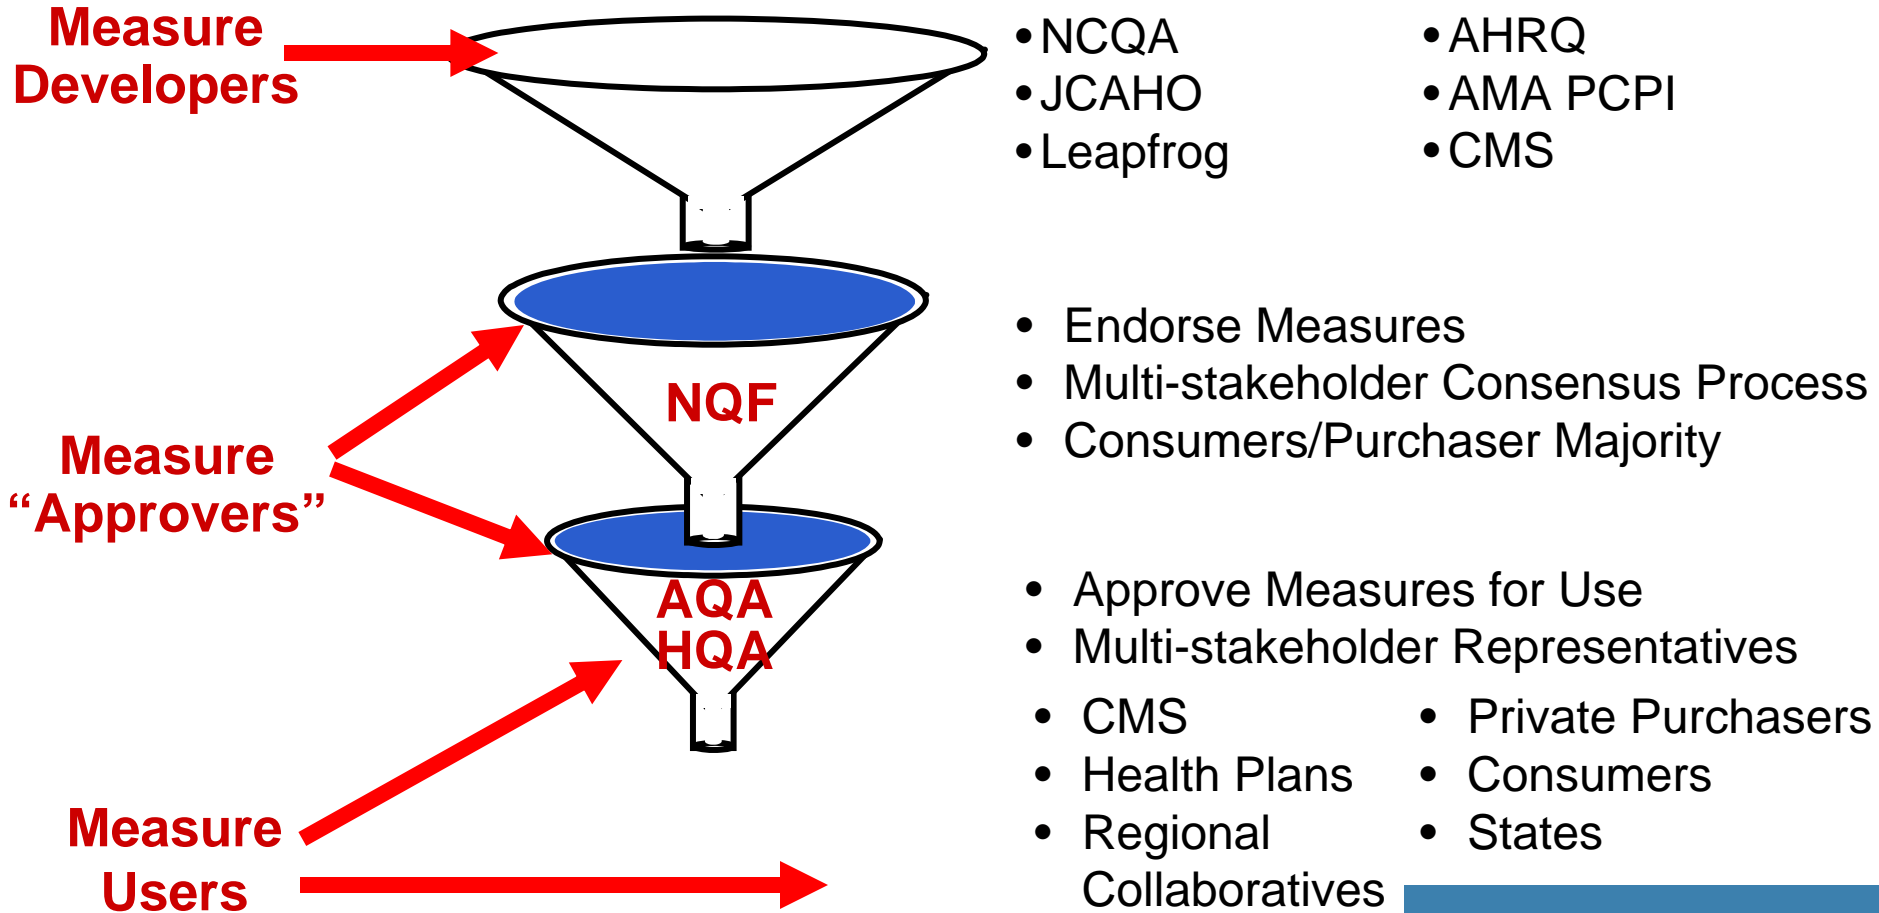 Measure
Developers
•NCQA
•JCAHO
•Leapfrog
•AHRQ
•AMA PCPI
•CMS
NQF
• Endorse Measures
• Multi-stakeholder Consensus Process
• Consumers/Purchaser Majority
Measure
“Approvers”
AQA
HQA
• Approve Measures for Use
• Multi-stakeholder Representatives
Measure
Users
• CMS
• Health Plans
• Regional
Collaboratives
• Private Purchasers
• Consumers
• States